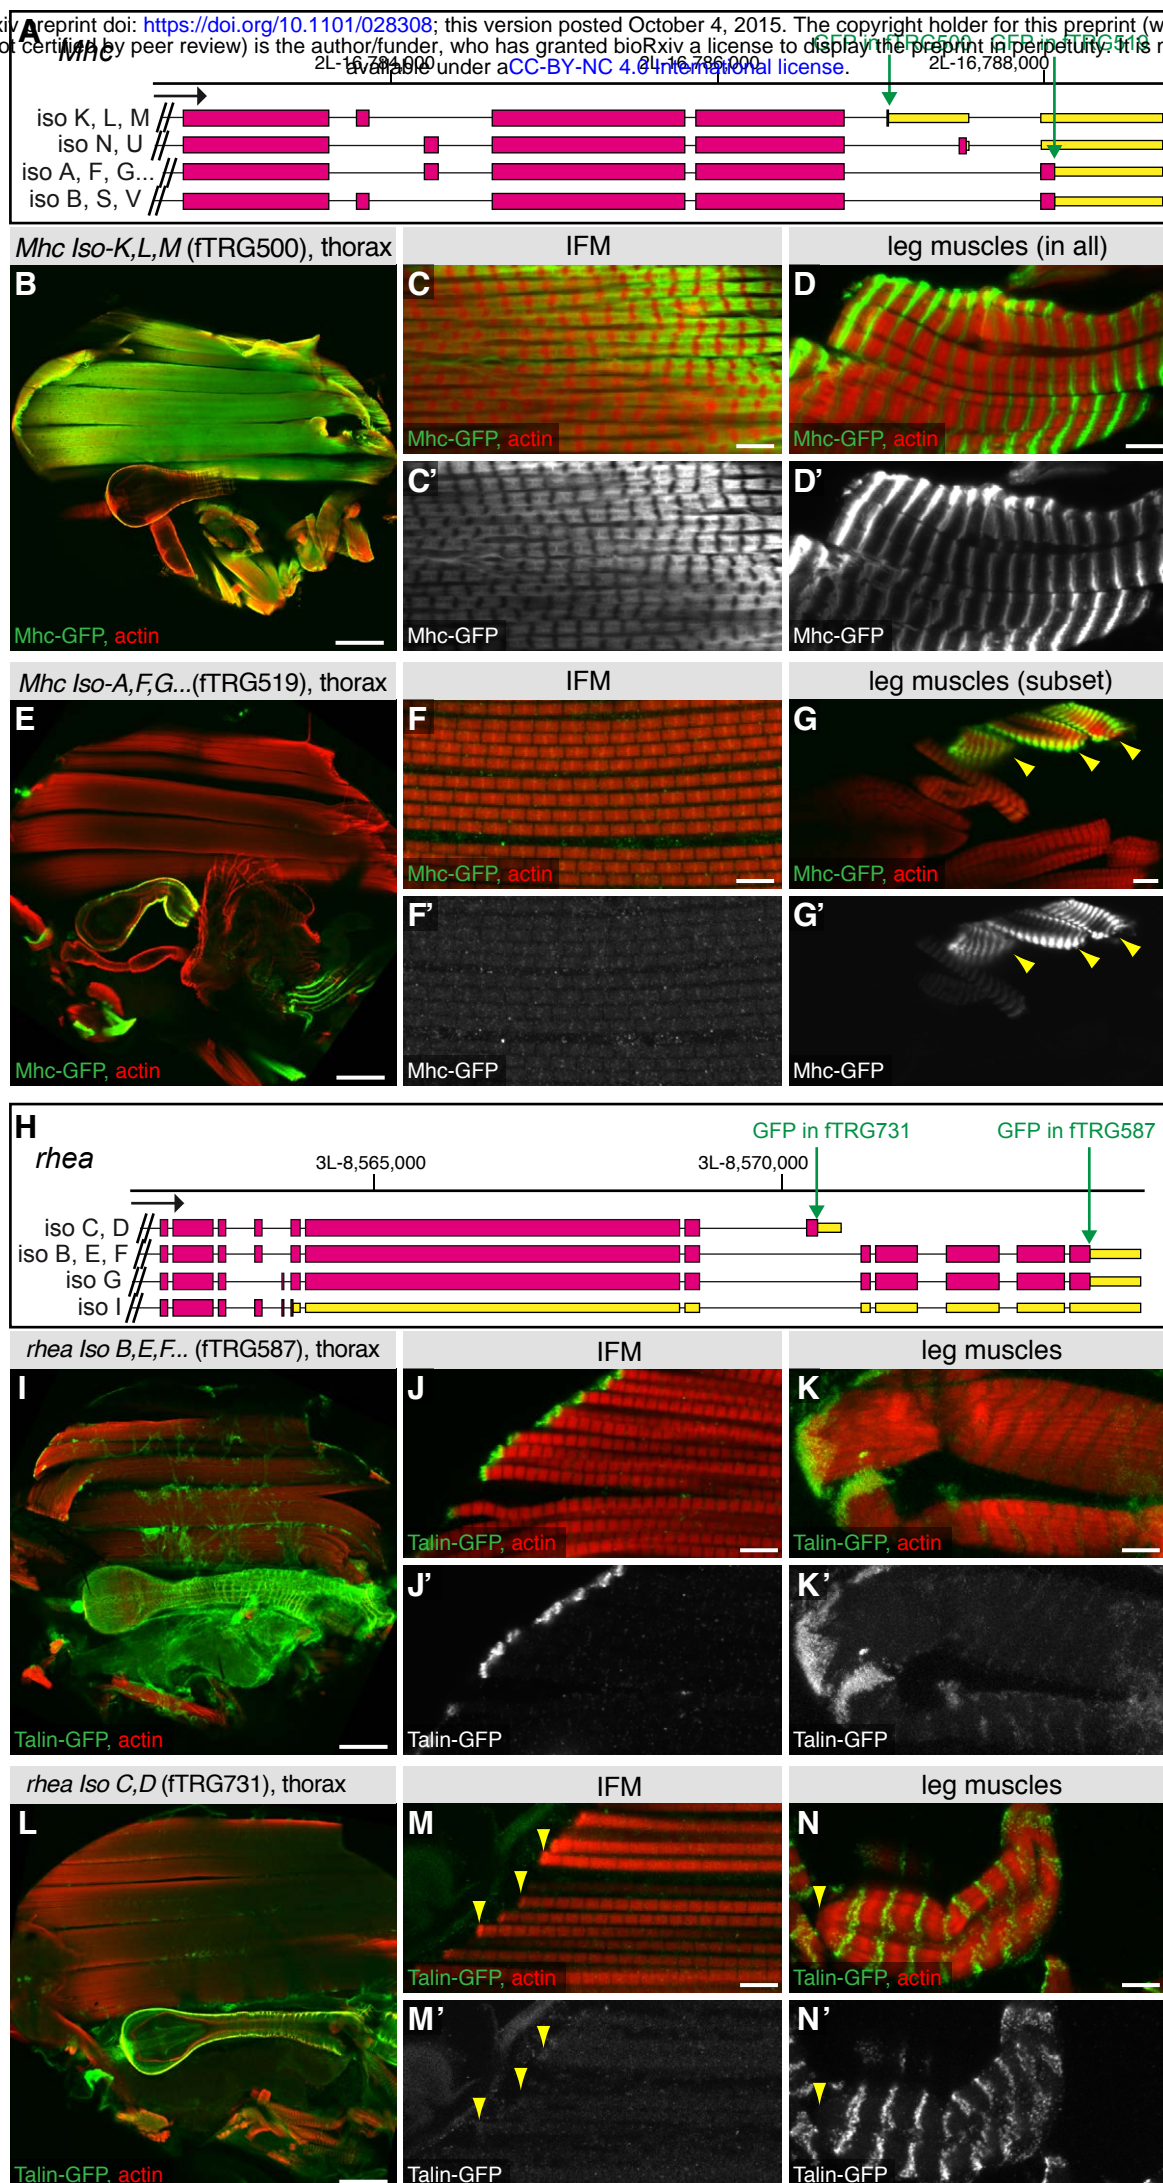 xiv preprint doi: https://doi.org/10.1101/028308; this version posted October 4, 2015. The copyright holder for this preprint (w
ot certified by peer review) is the author/funder, who has granted bioRxiv a license to display the preprint in perpetuity. It is
available under aCC-BY-NC 4.0 International license.
A
Mhc
GFP in fTRG500 GFP in fTRG519
2L-16,784,000 2L-16,786,000 2L-16,788,000
iso K, L, M
iso N, U
iso A, F, G...
iso B, S, V
Mhc Iso-K,L,M (fTRG500), thorax
IFM
leg muscles (in all)
B
Mhc-GFP, actin
C
Mhc-GFP, actin
D
Mhc-GFP, actin
C’
Mhc-GFP
D’
Mhc-GFP
Mhc Iso-A,F,G...(fTRG519), thorax
IFM
leg muscles (subset)
E
Mhc-GFP, actin
F
Mhc-GFP, actin
G
Mhc-GFP, actin
F’
Mhc-GFP
G’
Mhc-GFP
H
rhea
GFP in fTRG731 GFP in fTRG587
3L-8,565,000 3L-8,570,000
iso C, D
iso B, E, F
iso G
iso I
rhea Iso B,E,F... (fTRG587), thorax
IFM
leg muscles
I
Talin-GFP, actin
J
Talin-GFP, actin
K
Talin-GFP, actin
J’
Talin-GFP
K’
Talin-GFP
rhea Iso C,D (fTRG731), thorax
IFM
leg muscles
L
Talin-GFP, actin
M
Talin-GFP, actin
N
Talin-GFP, actin
M’
Talin-GFP
N’
Talin-GFP